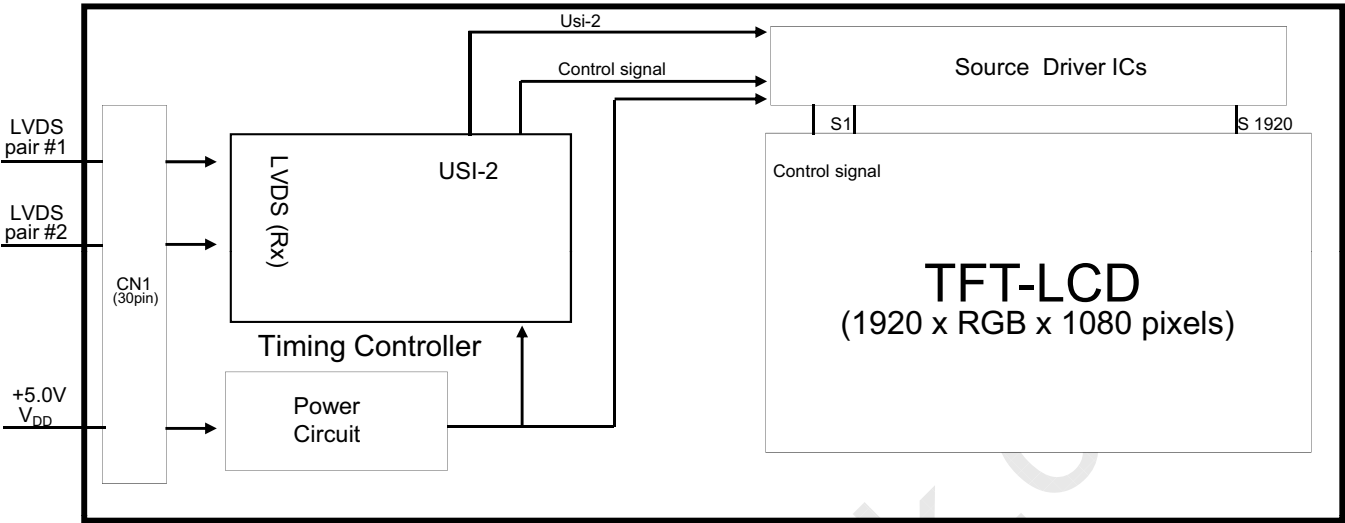 Usi-2
Control signal
Source Driver ICs
S1
S 1920
LVDS
pair #1
LVDS
pair #2
LVDS (Rx)
USI-2
Control signal
CN1
(30pin)
TFT-LCD
(1920 x RGB x 1080 pixels)
Timing Controller
+5.0V
VDD
Power
Circuit